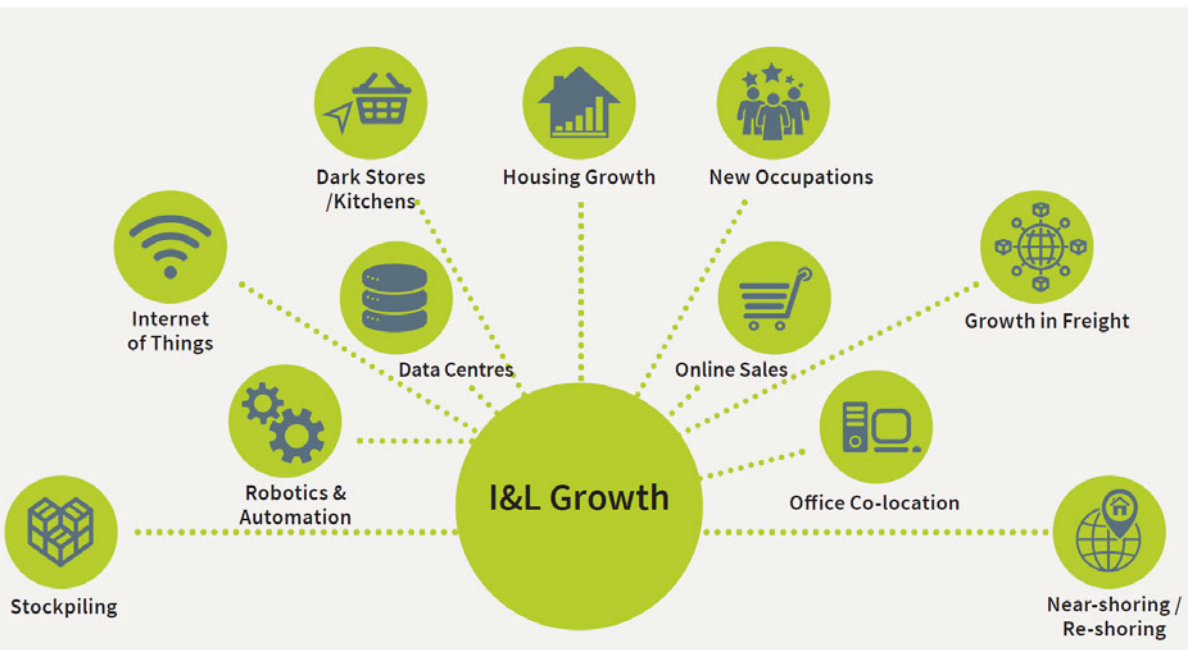 Dark Stores
/Kitchens
Housing Growth
New Occupations
Internet
of Things
Growth in Freight
Data Centres
Online Sales
Robotics &
Automation
I&L Growth
Office Co-location
Stockpiling
Near-shoring /
Re-shoring